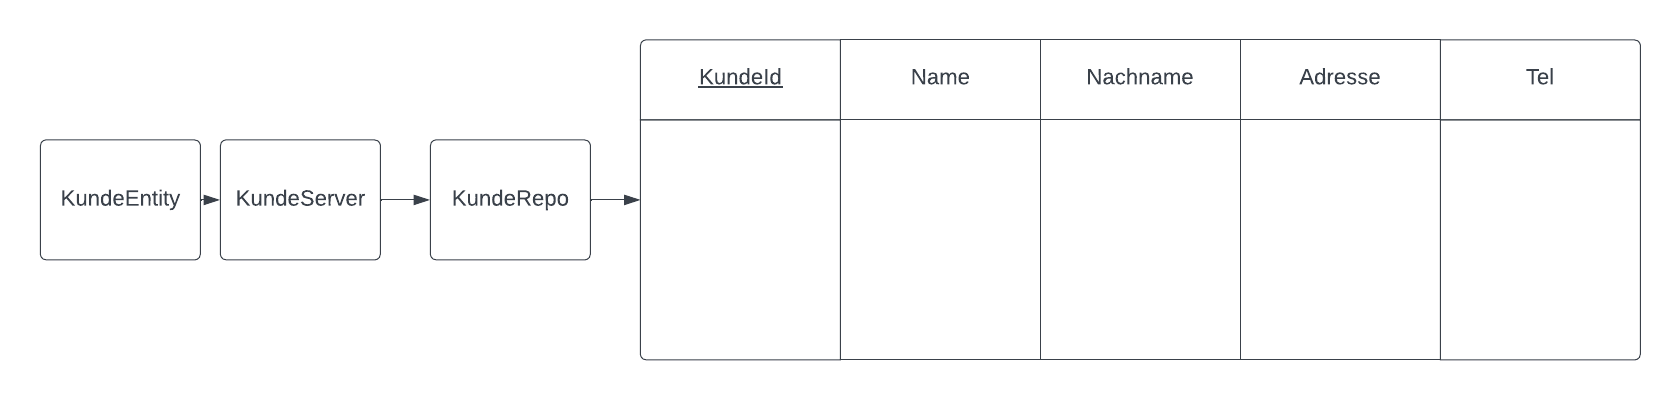 KundeId
Name
Nachname
Adresse
Tel
KundeEntity
KundeServer
KundeRepo